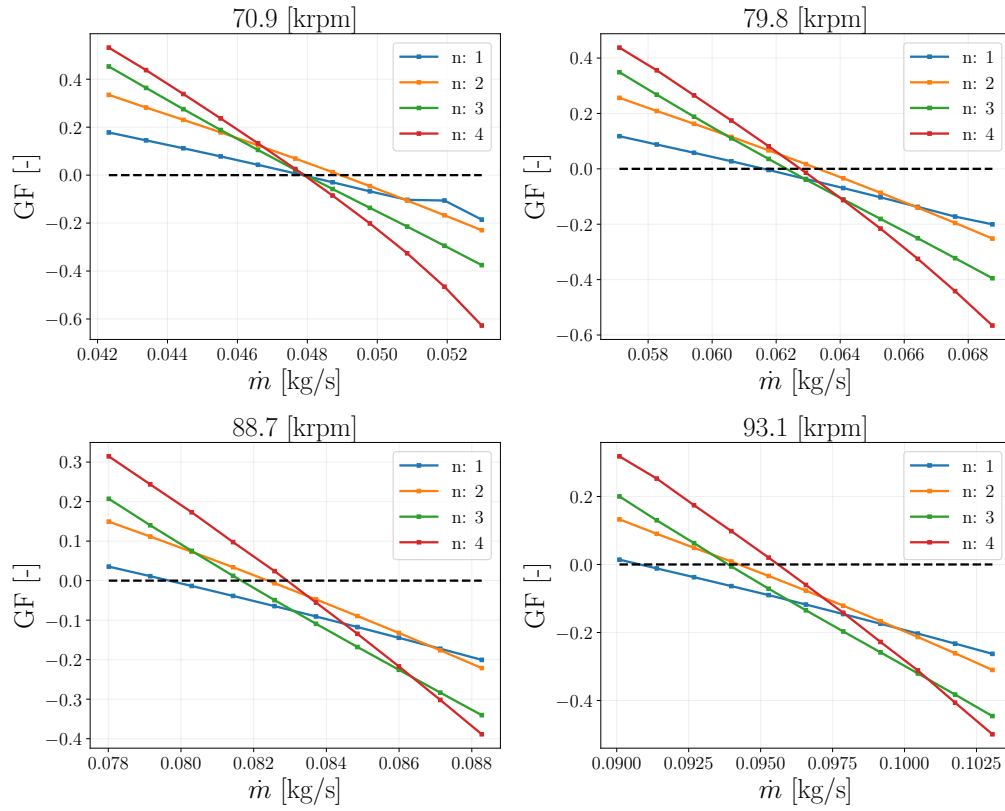 70.9 [krpm]
GF [-]
0.4
0.2
0.0
−0.2
−0.4
−0.6
n: 1
n: 2
n: 3
n: 4
0.042 0.044 0.046 0.048 0.050 0.052
ṁ [kg/s]
79.8 [krpm]
GF [-]
0.4
0.2
0.0
−0.2
−0.4
−0.6
n: 1
n: 2
n: 3
n: 4
0.058 0.060 0.062 0.064 0.066 0.068
ṁ [kg/s]
88.7 [krpm]
GF [-]
0.3
0.2
0.1
0.0
−0.1
−0.2
−0.3
−0.4
n: 1
n: 2
n: 3
n: 4
0.078 0.080 0.082 0.084 0.086 0.088
ṁ [kg/s]
93.1 [krpm]
GF [-]
0.2
0.0
−0.2
−0.4
n: 1
n: 2
n: 3
n: 4
0.0900 0.0925 0.0950 0.0975 0.1000 0.1025
ṁ [kg/s]